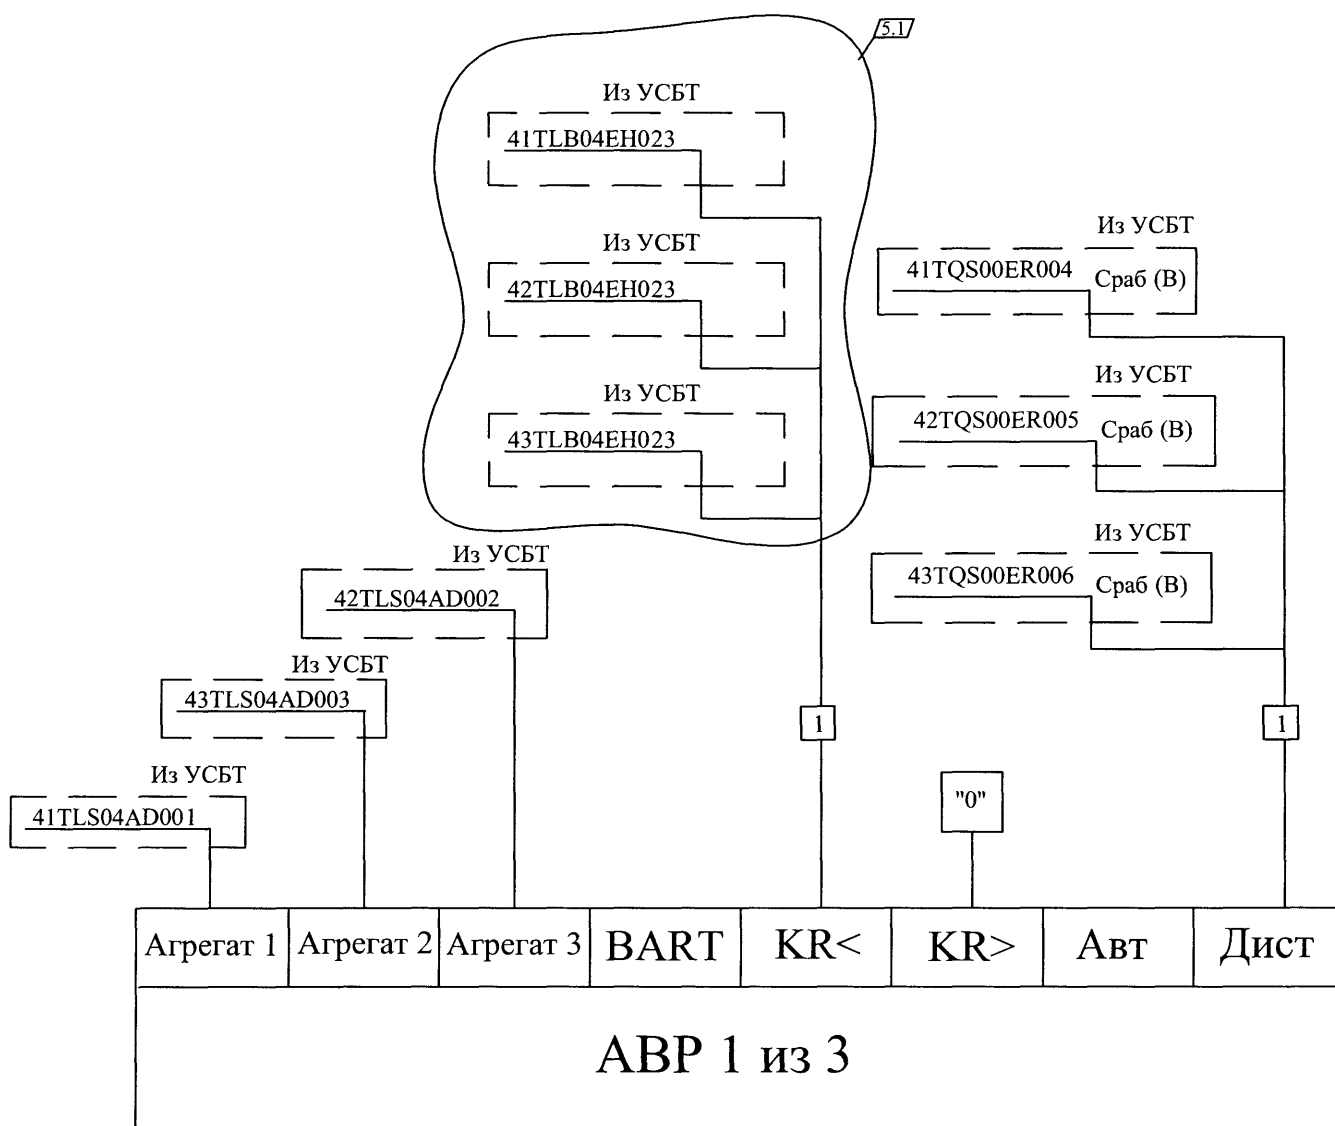 5.1
Из УСБТ
41TLB04EH023
Из УСБТ
42TLB04EH023
Из УСБТ
43TLB04EH023
Из УСБТ
41TQS00ER004 Сраб (В)
Из УСБТ
42TQS00ER005 Сраб (В)
Из УСБТ
43TQS00ER006 Сраб (В)
Из УСБТ
42TLS04AD002
Из УСБТ
43TLS04AD003
Из УСБТ
41TLS04AD001
1
1
"0"
Агрегат 1 Агрегат 2 Агрегат 3 BART KR< KR> Авт Дист
АВР 1 из 3